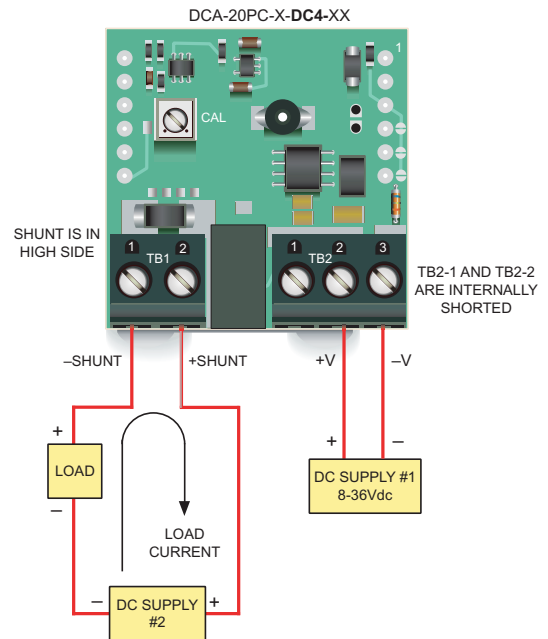 DCA-20PC-X-DC4-XX
1
CAL
SHUNT IS IN
HIGH SIDE
1 2
TB1
1 2 3
TB2
TB2-1 AND TB2-2
ARE INTERNALLY
SHORTED
–SHUNT +SHUNT
+V –V
+
LOAD
–
LOAD
CURRENT
+ –
DC SUPPLY #1
8-36Vdc
– +
DC SUPPLY
#2